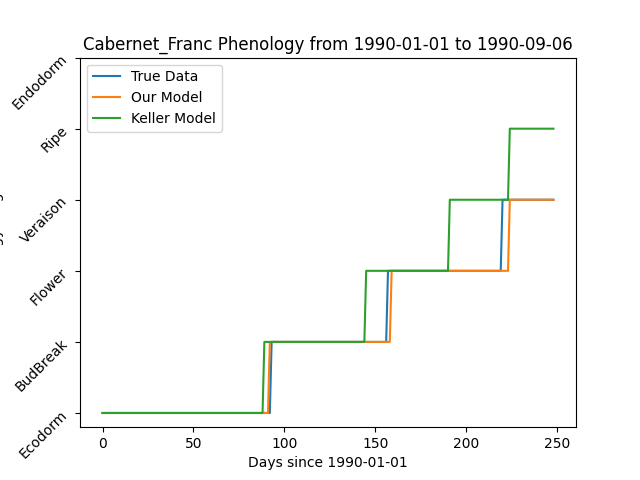 Cabernet_Franc Phenology from 1990-01-01 to 1990-09-06
True Data
Our Model
Keller Model
Endodorm
Ripe
Veraison
Flower
BudBreak
Ecodorm
0 50 100 150 200 250
Days since 1990-01-01